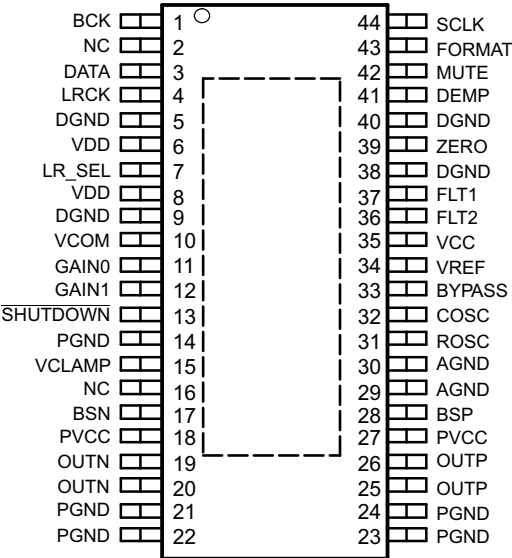 BCK 1 44 SCLK
NC 2 43 FORMAT
DATA 3 42 MUTE
LRCK 4 41 DEMP
DGND 5 40 DGND
VDD 6 39 ZERO
LR_SEL 7 38 DGND
VDD 8 37 FLT1
DGND 9 36 FLT2
VCOM 10 35 VCC
GAIN0 11 34 VREF
GAIN1 12 33 BYPASS
SHUTDOWN 13 32 COSC
PGND 14 31 ROSC
VCLAMP 15 30 AGND
NC 16 29 AGND
BSN 17 28 BSP
PVCC 18 27 PVCC
OUTN 19 26 OUTP
OUTN 20 25 OUTP
PGND 21 24 PGND
PGND 22 23 PGND